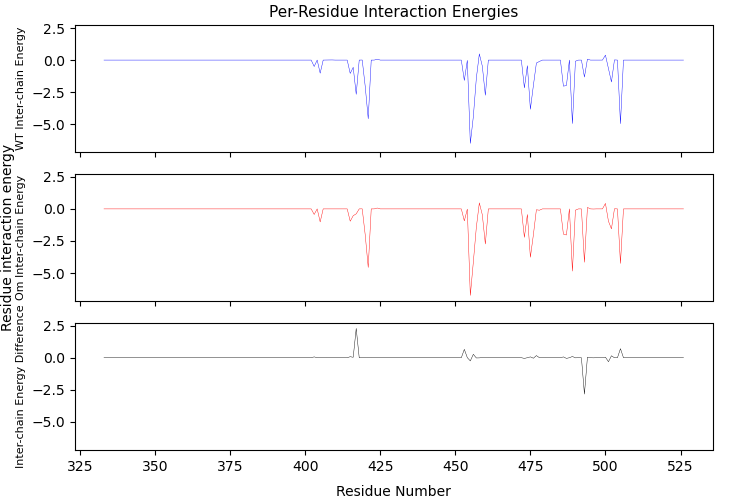 Per-Residue Interaction Energies
Residue interaction energy
WT Inter-chain Energy
2.5
0.0
−2.5
−5.0
Om Inter-chain Energy
2.5
0.0
−2.5
−5.0
Inter-chain Energy Difference
2.5
0.0
−2.5
−5.0
325 350 375 400 425 450 475 500 525
Residue Number